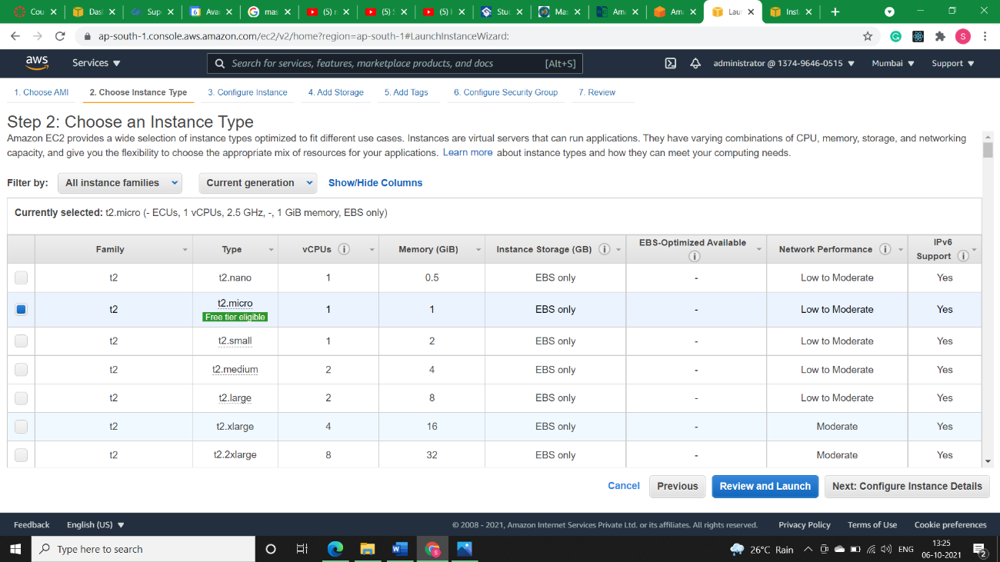 Cou
Das
Sup
6 Avai
mas
(5) r
(5) S
(5) I
Stuc
Mas
Ama
Ama
Lau
Inst
ap-south-1.console.aws.amazon.com/ec2/v2/home?region=ap-south-1#LaunchInstanceWizard:
S
aws
Services
Search for services, features, marketplace products, and docs [Alt+S]
administrator @ 1374-9646-0515
Mumbai
Support
1. Choose AMI
2. Choose Instance Type
3. Configure Instance
4. Add Storage
5. Add Tags
6. Configure Security Group
7. Review
Step 2: Choose an Instance Type
Amazon EC2 provides a wide selection of instance types optimized to fit different use cases. Instances are virtual servers that can run applications. They have varying combinations of CPU, memory, storage, and networking
capacity, and give you the flexibility to choose the appropriate mix of resources for your applications. Learn more about instance types and how they can meet your computing needs.
Filter by: All instance families Current generation Show/Hide Columns
Currently selected: t2.micro (- ECUs, 1 vCPUs, 2.5 GHz, -, 1 GiB memory, EBS only)
Family Type vCPUs Memory (GiB) Instance Storage (GB) EBS-Optimized Available Network Performance IPv6 Support
t2 t2.nano 1 0.5 EBS only - Low to Moderate Yes
t2 t2.micro Free tier eligible 1 1 EBS only - Low to Moderate Yes
t2 t2.small 1 2 EBS only - Low to Moderate Yes
t2 t2.medium 2 4 EBS only - Low to Moderate Yes
t2 t2.large 2 8 EBS only - Low to Moderate Yes
t2 t2.xlarge 4 16 EBS only - Moderate Yes
t2 t2.2xlarge 8 32 EBS only - Moderate Yes
Cancel Previous Review and Launch Next: Configure Instance Details
Feedback English (US) © 2008 - 2021, Amazon Internet Services Private Ltd. or its affiliates. All rights reserved. Privacy Policy Terms of Use Cookie preferences
Type here to search
26°C Rain
ENG
13:25
06-10-2021
2